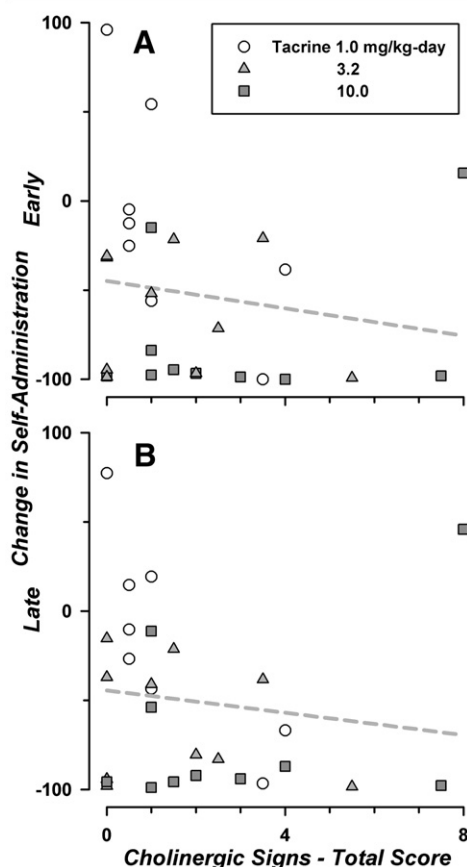 100
A
Tacrine 1.0 mg/kg-day
3.2
10.0
0
-100
Early
Change in Self-Administration
Late
100
B
0
-100
0
4
8
Cholinergic Signs - Total Score